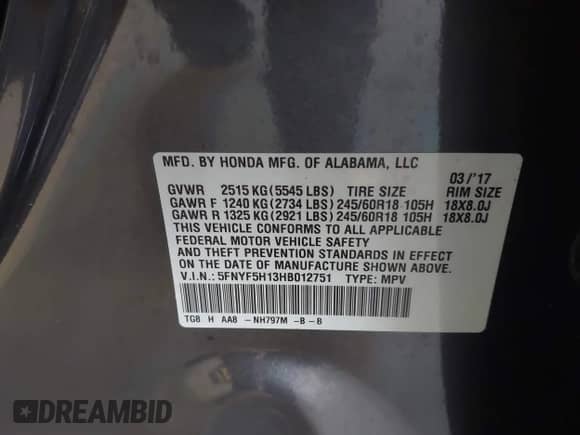 MFD. BY HONDA MFG. OF ALABAMA, LLC 03/'17
GVWR 2515 KG(5545 LBS) TIRE SIZE RIM SIZE
GAWR F 1240 KG(2734 LBS)245/60R18 105H 18X8.0J
GAWR R 1325 KG(2921 LBS)245/60R18 105H 18X8.0J
THIS VEHICLE CONFORMS TO ALL APPLICABLE
FEDERAL MOTOR VEHICLE SAFETY
AND THEFT PREVENTION STANDARDS IN EFFECT
ON THE DATE OF MANUFACTURE SHOWN ABOVE.
V.I.N.: 5FNYF5H13HB012751 TYPE: MPV
TG8 H AA8 -NH797M -B-B
DREAMBID